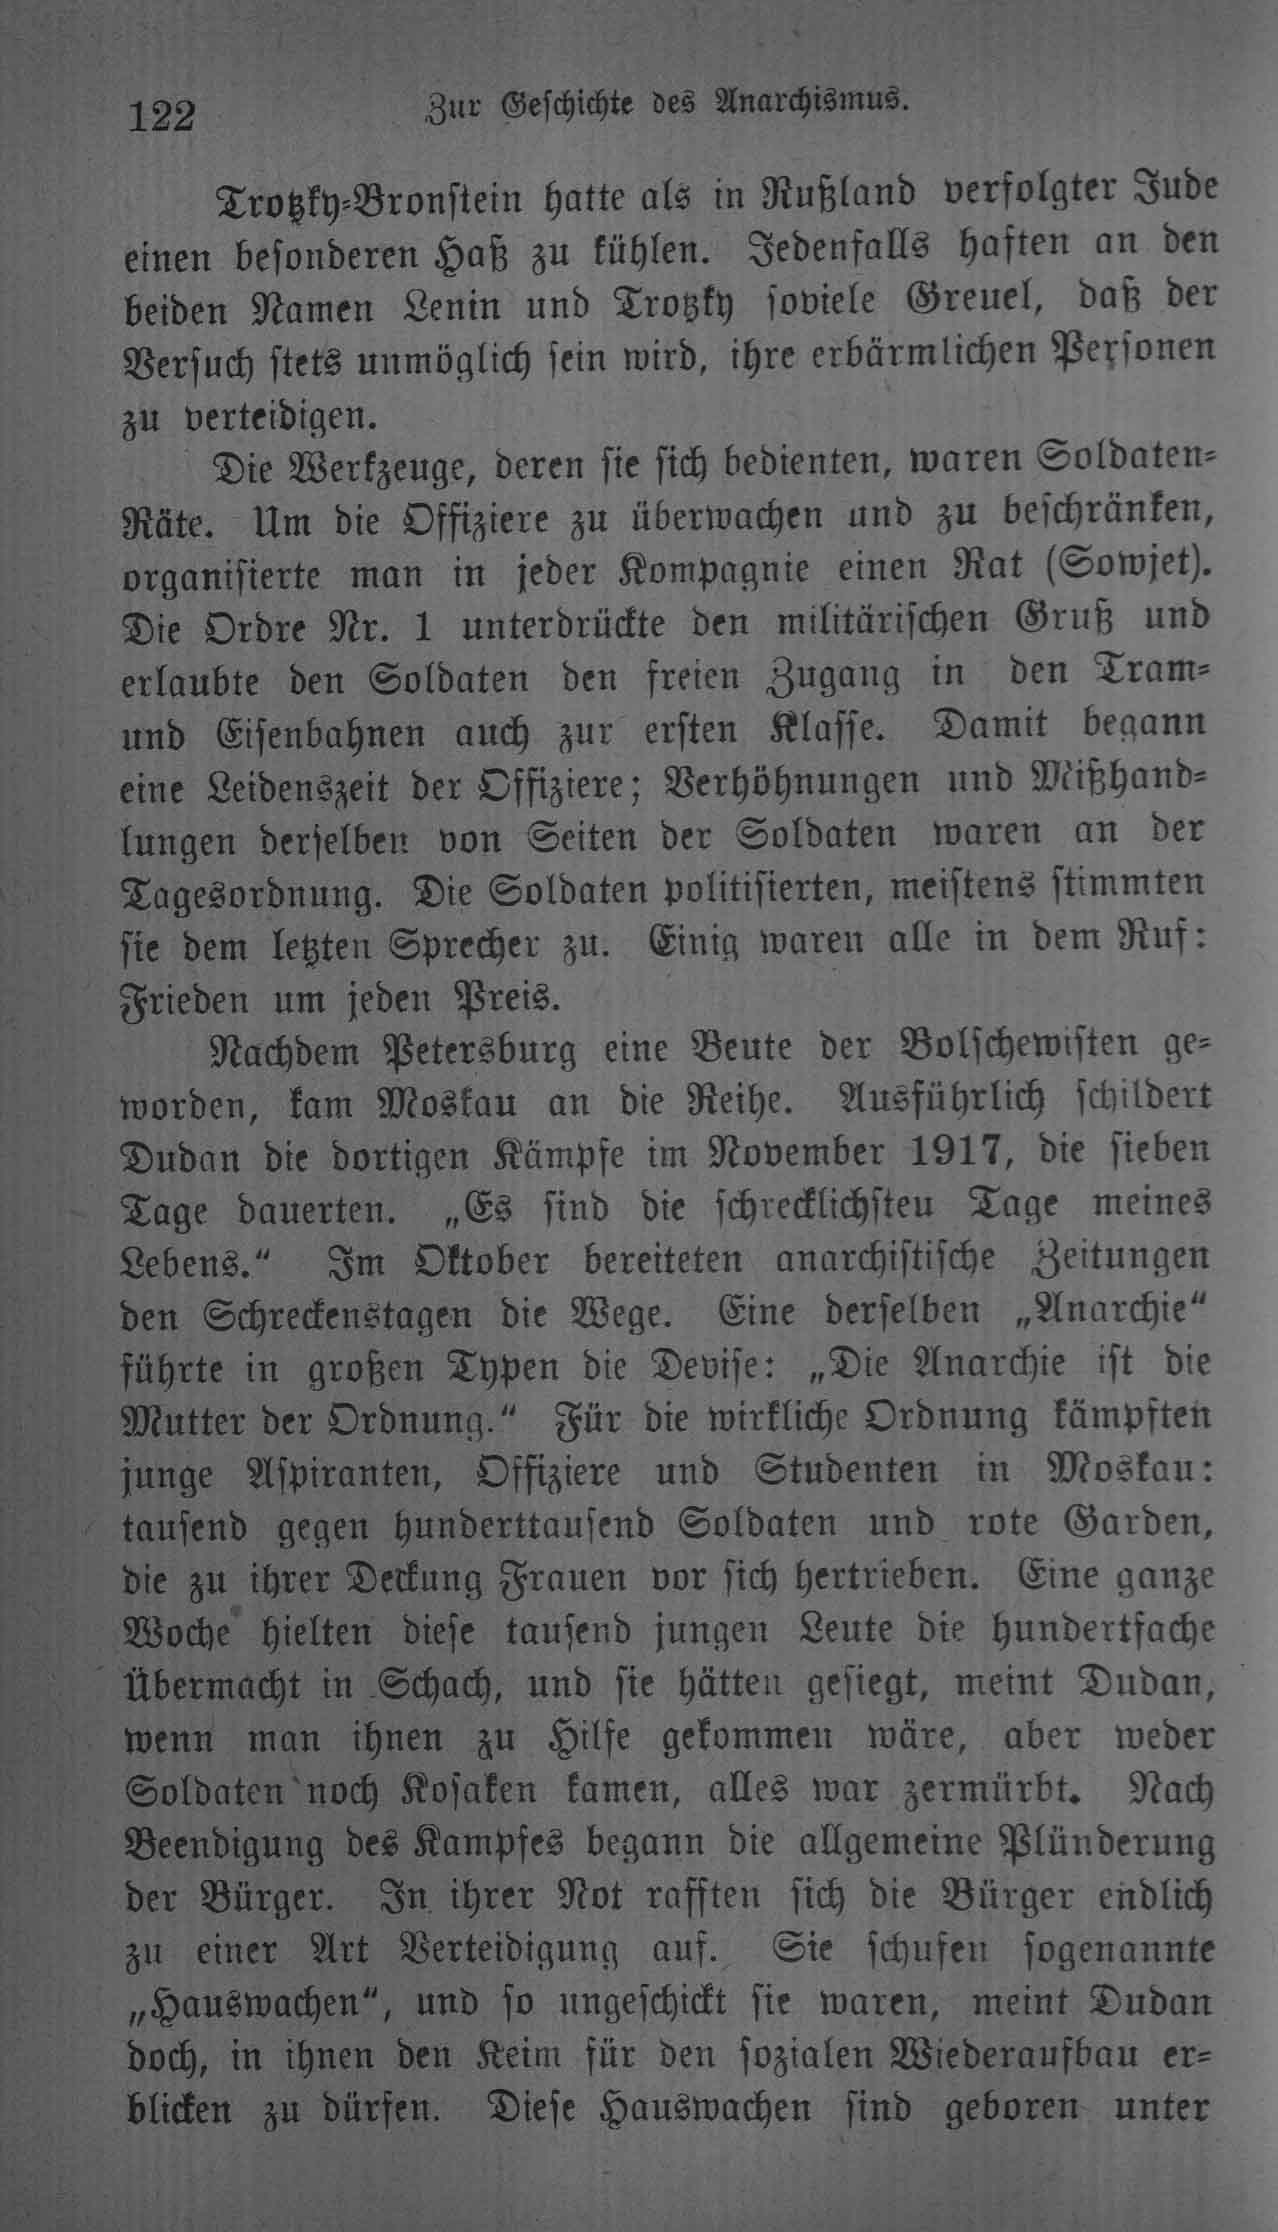 122 Zur Geschichte des Anarchismus.
Trotzky-Bronstein hatte als in Rußland verfolgter Jude
einen besonderen Haß zu kühlen. Jedenfalls haften an den
beiden Namen Lenin und Trotzky soviele Greuel, daß der
Versuch stets unmöglich sein wird, ihre erbärmlichen Personen
zu verteidigen.
Die Werkzeuge, deren sie sich bedienten, waren Soldaten-
Räte. Um die Offiziere zu überwachen und zu beschränken,
organisierte man in jeder Kompagnie einen Rat (Sowjet).
Die Ordre Nr. 1 unterdrückte den militärischen Gruß und
erlaubte den Soldaten den freien Zugang in den Tram-
und Eisenbahnen auch zur ersten Klasse. Damit begann
eine Leidenszeit der Offiziere; Verhöhnungen und Mißhand-
lungen derselben von Seiten der Soldaten waren an der
Tagesordnung. Die Soldaten politisierten, meistens stimmten
sie dem letzten Sprecher zu. Einig waren alle in dem Ruf:
Frieden um jeden Preis.
Nachdem Petersburg eine Beute der Bolschewisten ge-
worden, kam Moskau an die Reihe. Ausführlich schildert
Dudan die dortigen Kämpfe im November 1917, die sieben
Tage dauerten. „Es sind die schrecklichsteu Tage meines
Lebens.“ Im Oktober bereiteten anarchistische Zeitungen
den Schreckenstagen die Wege. Eine derselben „Anarchie“
führte in großen Typen die Devise: „Die Anarchie ist die
Mutter der Ordnung.“ Für die wirkliche Ordnung kämpften
junge Aspiranten, Offiziere und Studenten in Moskau:
tausend gegen hunderttausend Soldaten und rote Garden,
die zu ihrer Deckung Frauen vor sich hertrieben. Eine ganze
Woche hielten diese tausend jungen Leute die hundertfache
Übermacht in Schach, und sie hätten gesiegt, meint Dudan,
wenn man ihnen zu Hilfe gekommen wäre, aber weder
Soldaten noch Kosaken kamen, alles war zermürbt. Nach
Beendigung des Kampfes begann die allgemeine Plünderung
der Bürger. In ihrer Not rafften sich die Bürger endlich
zu einer Art Verteidigung auf. Sie schufen sogenannte
„Hauswachen“, und so ungeschickt sie waren, meint Dudan
doch, in ihnen den Keim für den sozialen Wiederaufbau er-
blicken zu dürfen. Diese Hauswachen sind geboren unter